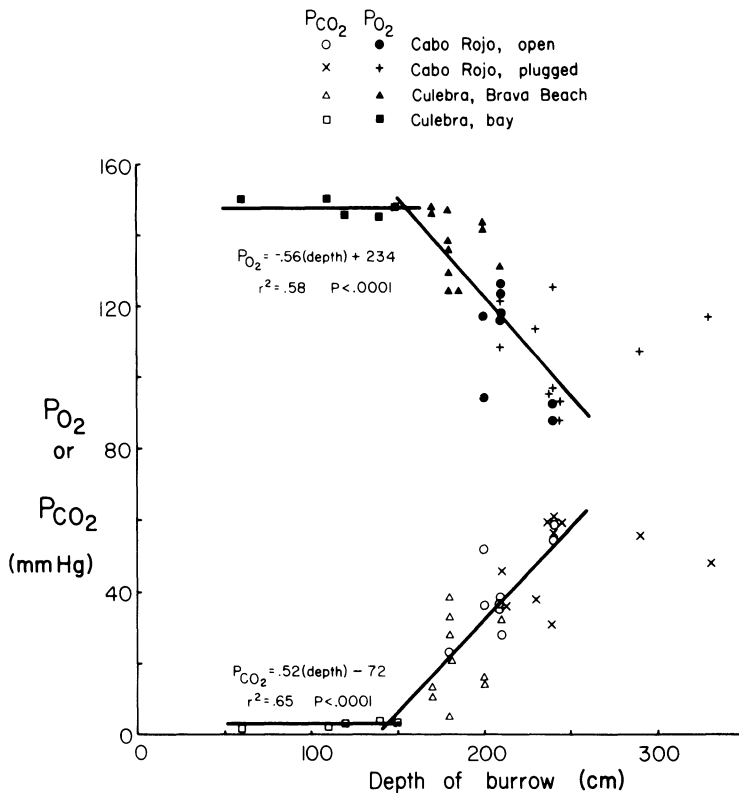 PCO2 PO2
Cabo Rojo, open
Cabo Rojo, plugged
Culebra, Brava Beach
Culebra, bay
160
PO2 = -.56(depth) + 234
r2 = .58 P<.0001
120
PO2
or
80
PCO2
(mm Hg)
40
PCO2 = .52(depth) – 72
r2 = .65 P<.0001
0
0 100 200 300
Depth of burrow (cm)